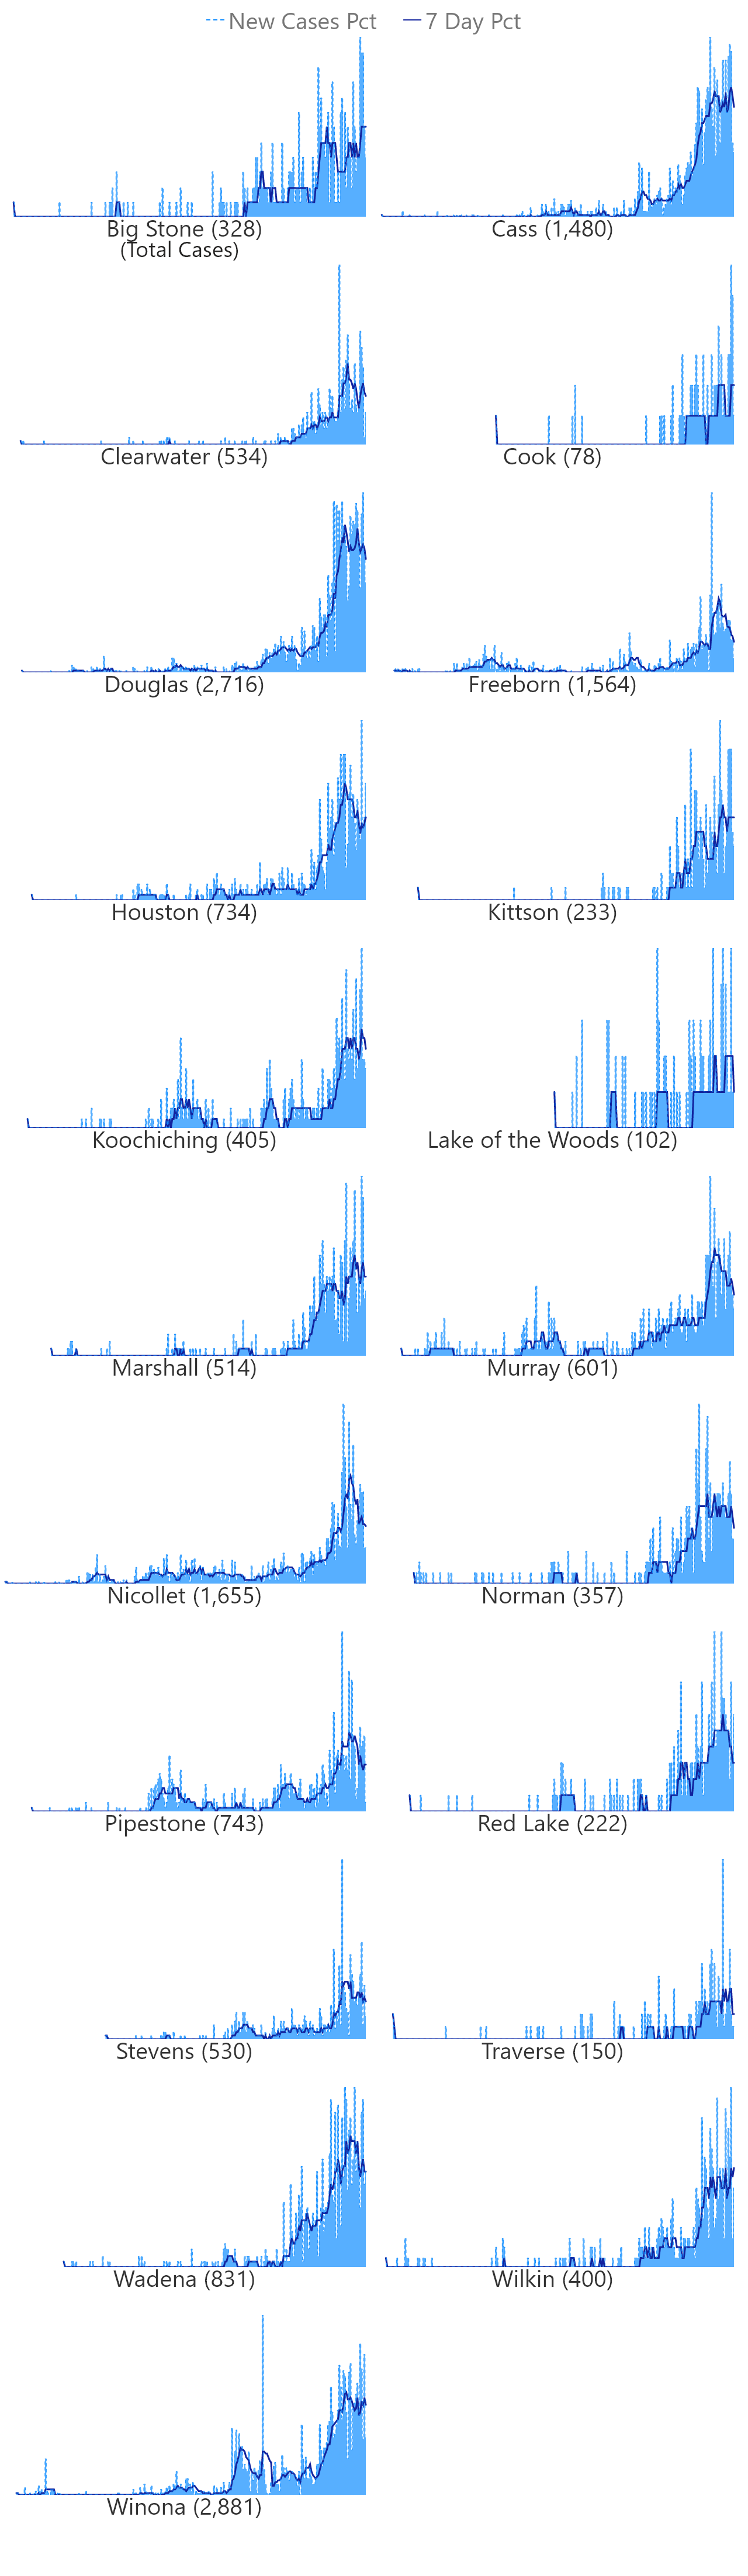 New Cases Pct 7 Day Pct
Big Stone (328) Cass (1,480)
(Total Cases)
Clearwater (534) Cook (78)
Douglas (2,716) Freeborn (1,564)
Houston (734) Kittson (233)
Koochiching (405) Lake of the Woods (102)
Marshall (514) Murray (601)
Nicollet (1,655) Norman (357)
Pipestone (743) Red Lake (222)
Stevens (530) Traverse (150)
Wadena (831) Wilkin (400)
Winona (2,881)